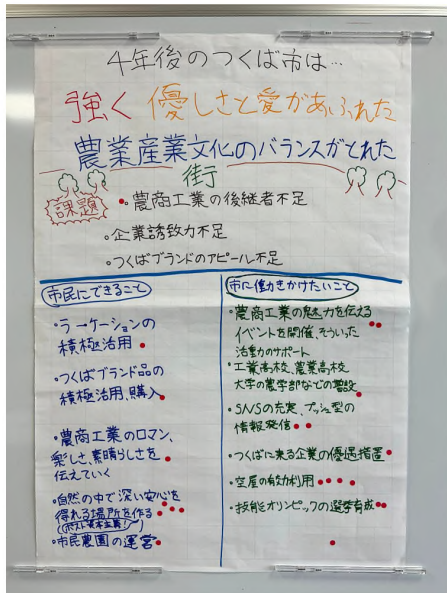 4年後のつくば市は…
強く 優しさと愛があふれた
農業産業文化のバランスがとれた
街
課題
・農商工業の後継者不足
・企業誘致力不足
・つくばブランドのアピール不足
市民にできること
・ラーケーションの
積極活用
・つくばブランド品の
積極活用、購入
・農商工業のロマン、
楽しさ、素晴らしさを
伝えていく
・自然の中で深い安心を
得れる場所を作る
(ポスト資本主義!)
・市民農園の運営
市に働きかけたいこと
・農商工業の魅力を伝える
イベントを開催、そういった
活動のサポート
・工業高校、農業高校
大学の農学部などの増設
・SNSの充実、プッシュ型の
情報発信
・つくばに来る企業の優遇措置
・空屋の有効利用
・技能オリンピックの選手育成